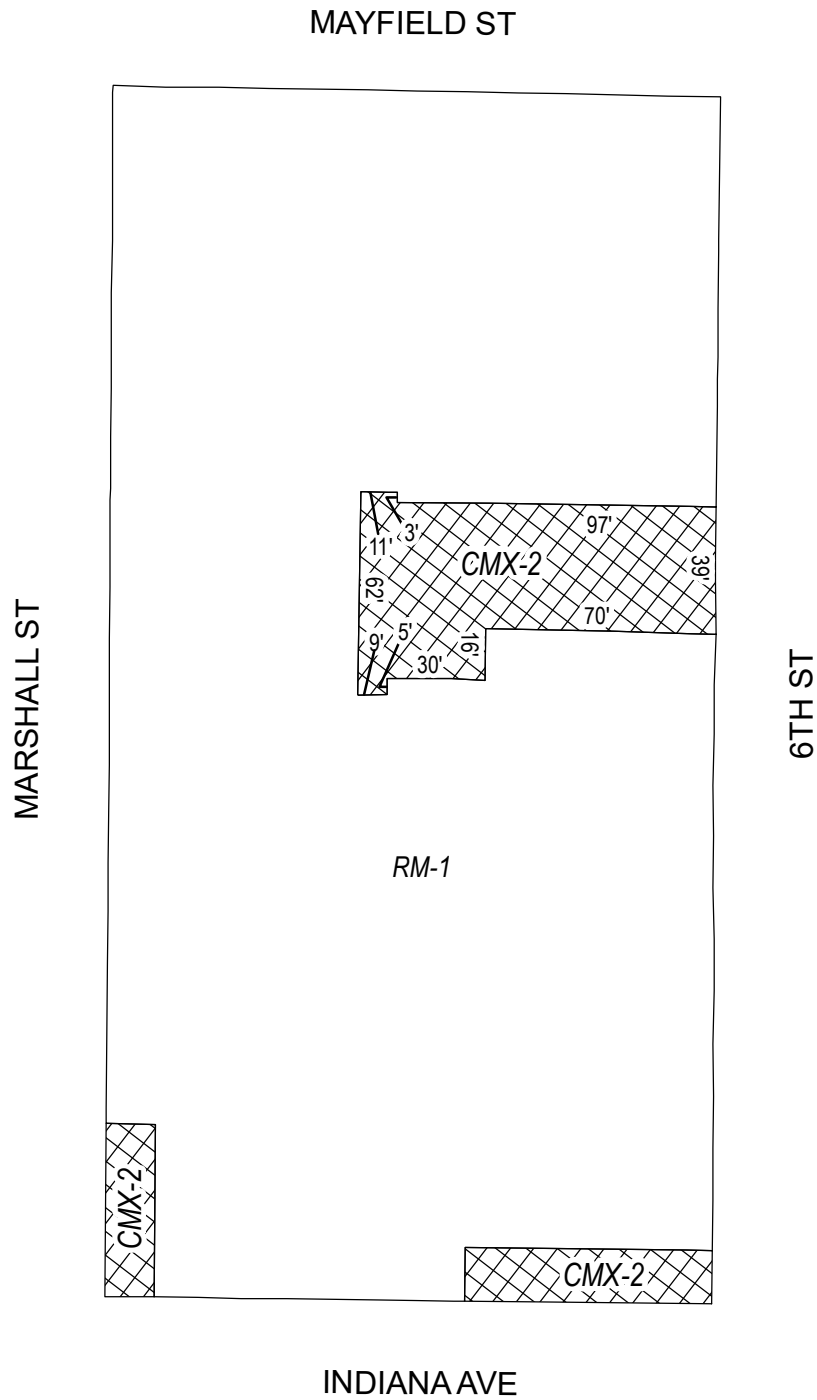 MAYFIELD ST
MARSHALL ST
6TH ST
3'
97'
11'
CMX-2
39'
62'
70'
9'
5'
16'
30'
RM-1
CMX-2
CMX-2
INDIANA AVE